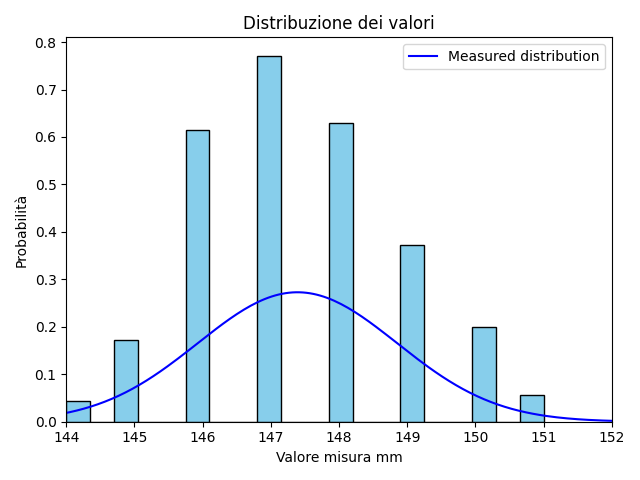 Distribuzione dei valori
Measured distribution
Probabilità
0.8
0.7
0.6
0.5
0.4
0.3
0.2
0.1
0.0
144 145 146 147 148 149 150 151 152
Valore misura mm